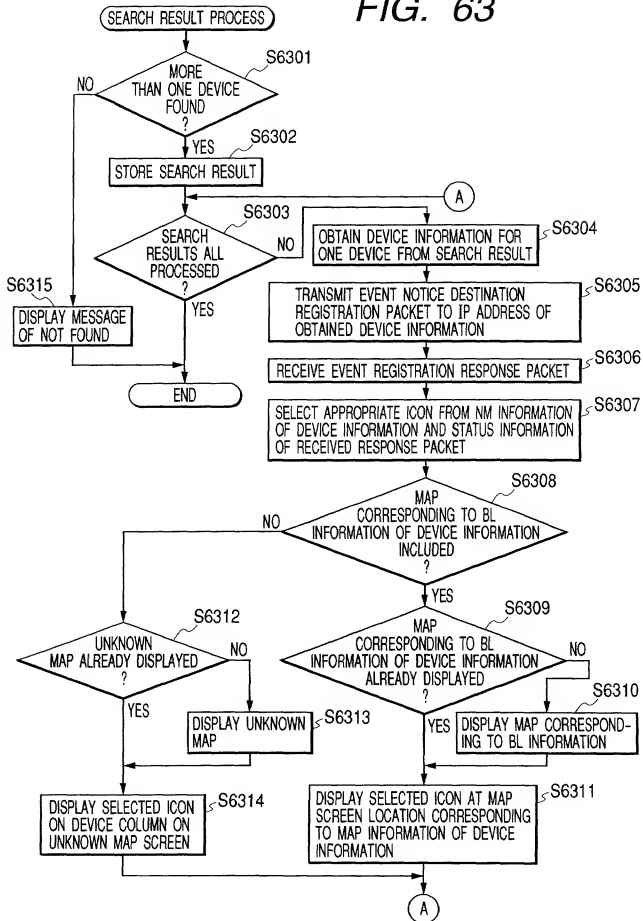 FIG. 63
SEARCH RESULT PROCESS
S6301
MORE
THAN ONE DEVICE
FOUND
?
NO
YES
S6302
STORE SEARCH RESULT
A
S6303
SEARCH
RESULTS ALL
PROCESSED
?
NO
YES
S6304
OBTAIN DEVICE INFORMATION FOR
ONE DEVICE FROM SEARCH RESULT
S6305
TRANSMIT EVENT NOTICE DESTINATION
REGISTRATION PACKET TO IP ADDRESS OF
OBTAINED DEVICE INFORMATION
S6315
DISPLAY MESSAGE
OF NOT FOUND
END
S6306
RECEIVE EVENT REGISTRATION RESPONSE PACKET
S6307
SELECT APPROPRIATE ICON FROM NM INFORMATION
OF DEVICE INFORMATION AND STATUS INFORMATION
OF RECEIVED RESPONSE PACKET
S6308
MAP
CORRESPONDING TO BL
INFORMATION OF DEVICE INFORMATION
INCLUDED
?
NO
YES
S6312
UNKNOWN
MAP ALREADY DISPLAYED
?
NO
YES
S6313
DISPLAY UNKNOWN
MAP
S6309
MAP
CORRESPONDING TO BL
INFORMATION OF DEVICE INFORMATION
ALREADY DISPLAYED
?
NO
YES
S6310
DISPLAY MAP CORRESPOND-
ING TO BL INFORMATION
S6314
DISPLAY SELECTED ICON
ON DEVICE COLUMN ON
UNKNOWN MAP SCREEN
S6311
DISPLAY SELECTED ICON AT MAP
SCREEN LOCATION CORRESPONDING
TO MAP INFORMATION OF DEVICE
INFORMATION
A